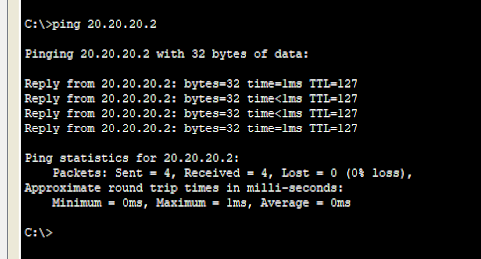 C:\>ping 20.20.20.2
Pinging 20.20.20.2 with 32 bytes of data:
Reply from 20.20.20.2: bytes=32 time=1ms TTL=127
Reply from 20.20.20.2: bytes=32 time<1ms TTL=127
Reply from 20.20.20.2: bytes=32 time<1ms TTL=127
Reply from 20.20.20.2: bytes=32 time=1ms TTL=127
Ping statistics for 20.20.20.2:
Packets: Sent = 4, Received = 4, Lost = 0 (0% loss),
Approximate round trip times in milli-seconds:
Minimum = 0ms, Maximum = 1ms, Average = 0ms
C:\>